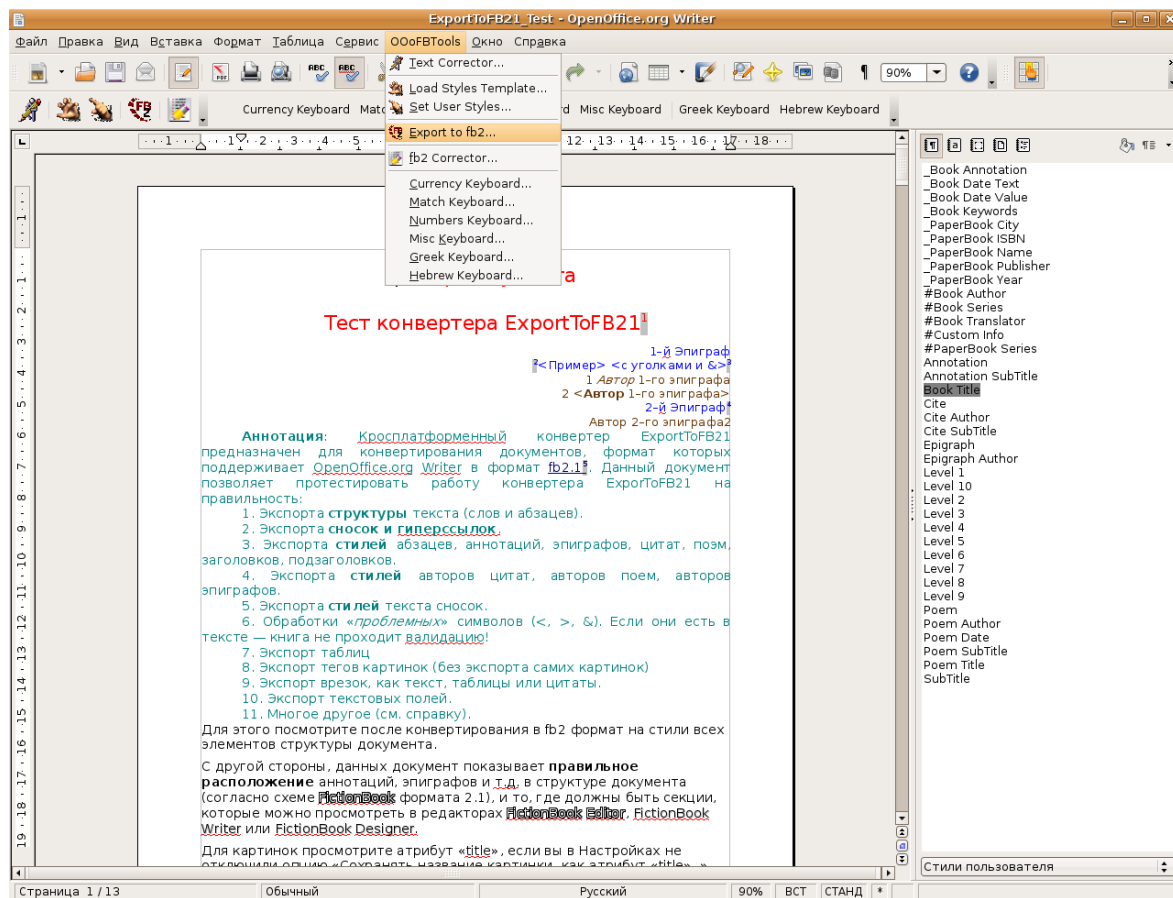 ExportToFB21_Test - OpenOffice.org Writer
Файл Правка Вид Вставка Формат Таблица Сервис OOoFBTools Окно Справка
Text Corrector...
Load Styles Template...
Set User Styles...
Export to fb2...
fb2 Corrector...
Currency Keyboard...
Match Keyboard...
Numbers Keyboard...
Misc Keyboard...
Greek Keyboard...
Hebrew Keyboard...
90%
Currency Keyboard Misc Keyboard Greek Keyboard Hebrew Keyboard
Тест конвертера ExportToFB21¹
1-й Эпиграф
²<Пример> <с уголками и &>³
1 Автор 1-го эпиграфа
2 <Автор 1-го эпиграфа>
2-й Эпиграф⁴
Автор 2-го эпиграфа2
Аннотация: Кросплатформенный конвертер ExportToFB21
предназначен для конвертирования документов, формат которых
поддерживает OpenOffice.org Writer в формат fb2.1⁵. Данный документ
позволяет протестировать работу конвертера ExporToFB21 на
правильность:
1. Экспорта структуры текста (слов и абзацев).
2. Экспорта сносок и гиперссылок.
3. Экспорта стилей абзацев, аннотаций, эпиграфов, цитат, поэм,
заголовков, подзаголовков.
4. Экспорта стилей авторов цитат, авторов поем, авторов
эпиграфов.
5. Экспорта стилей текста сносок.
6. Обработки «проблемных» символов (<, >, &). Если они есть в
тексте — книга не проходит валидацию!
7. Экспорт таблиц
8. Экспорт тегов картинок (без экспорта самих картинок)
9. Экспорт врезок, как текст, таблицы или цитаты.
10. Экспорт текстовых полей.
11. Многое другое (см. справку).
Для этого посмотрите после конвертирования в fb2 формат на стили всех
элементов структуры документа.
С другой стороны, данных документ показывает правильное
расположение аннотаций, эпиграфов и т.д. в структуре документа
(согласно схеме FictionBook формата 2.1), и то, где должны быть секции,
которые можно просмотреть в редакторах FictionBook Editor, FictionBook
Writer или FictionBook Designer.
Для картинок просмотрите атрибут «title», если вы в Настройках не
отключили опцию «Сохранять название картинки, как атрибут «title».»
_Book Annotation
_Book Date Text
_Book Date Value
_Book Keywords
_PaperBook City
_PaperBook ISBN
_PaperBook Name
_PaperBook Publisher
_PaperBook Year
#Book Author
#Book Series
#Book Translator
#Custom Info
#PaperBook Series
Annotation
Annotation SubTitle
Book Title
Cite
Cite Author
Cite SubTitle
Epigraph
Epigraph Author
Level 1
Level 10
Level 2
Level 3
Level 4
Level 5
Level 6
Level 7
Level 8
Level 9
Poem
Poem Author
Poem Date
Poem SubTitle
Poem Title
SubTitle
Стили пользователя
Страница 1 / 13 Обычный Русский 90% ВСТ СТАНД *